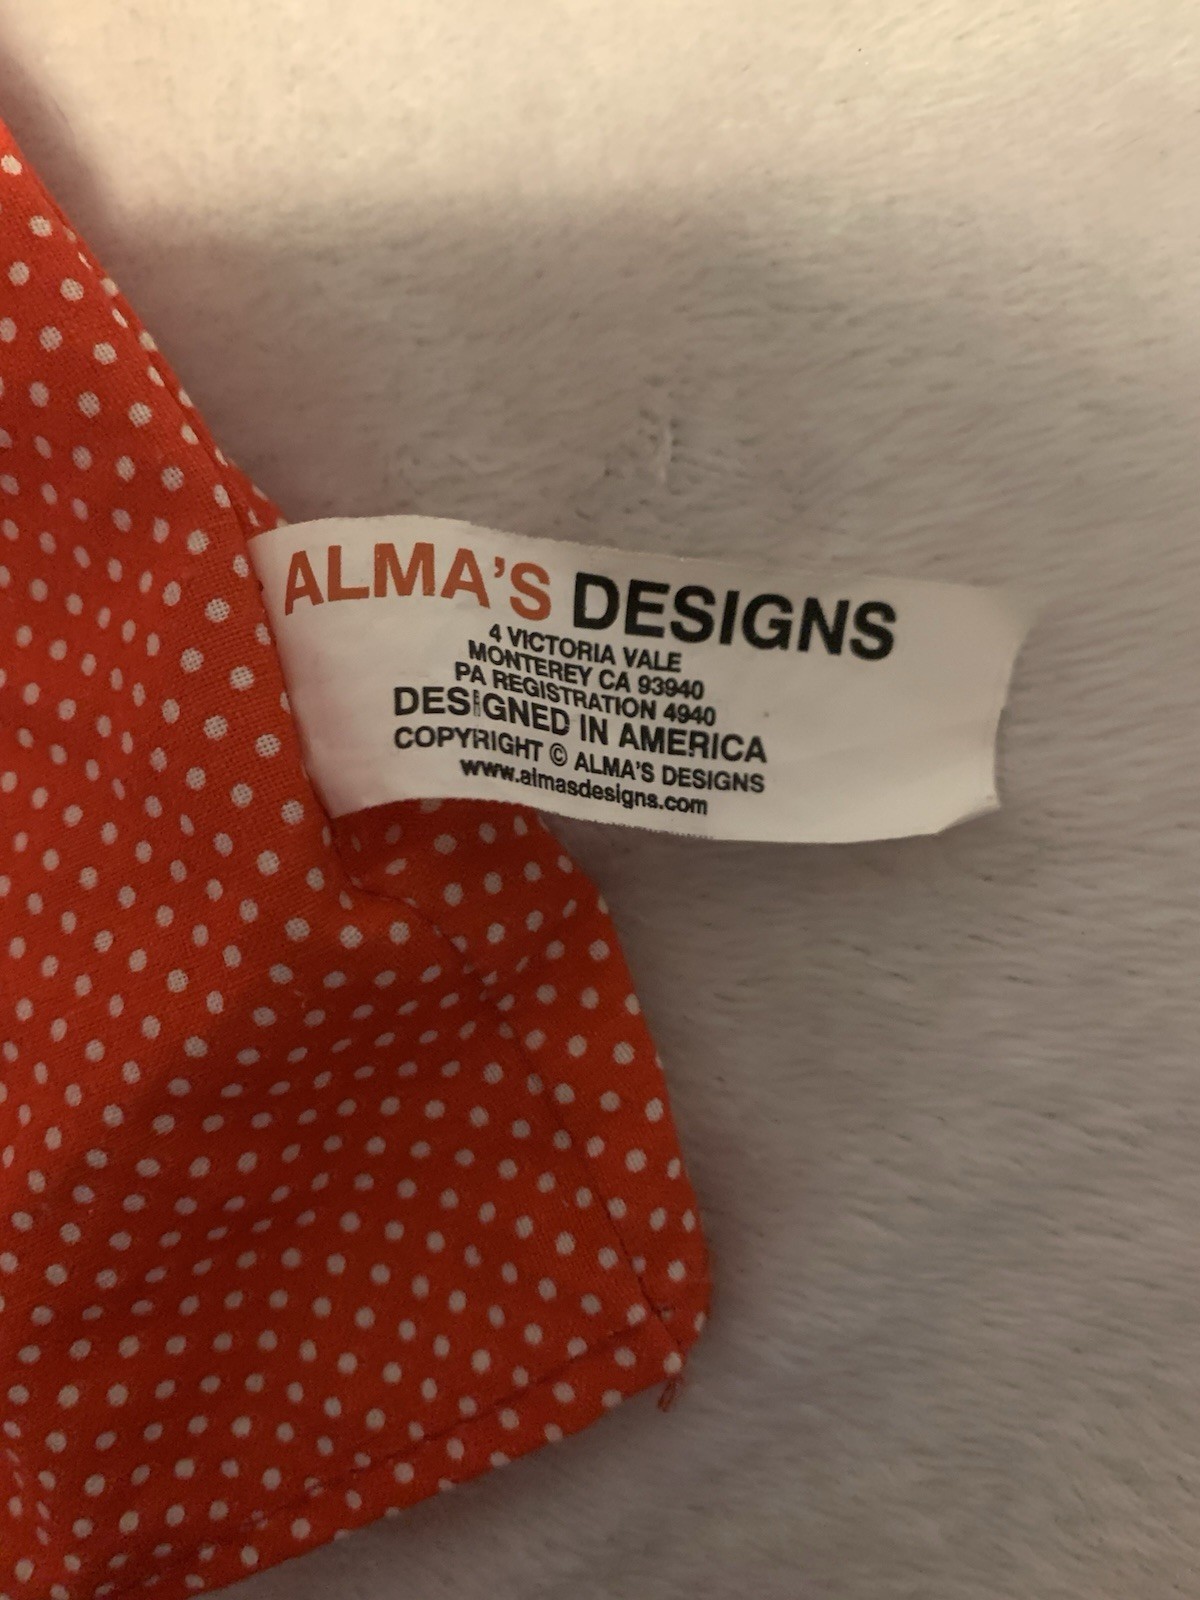 ALMA'S DESIGNS
4 VICTORIA VALE
MONTEREY CA 93940
PA REGISTRATION 4940
DESIGNED IN AMERICA
COPYRIGHT © ALMA'S DESIGNS
www.almasdesigns.com